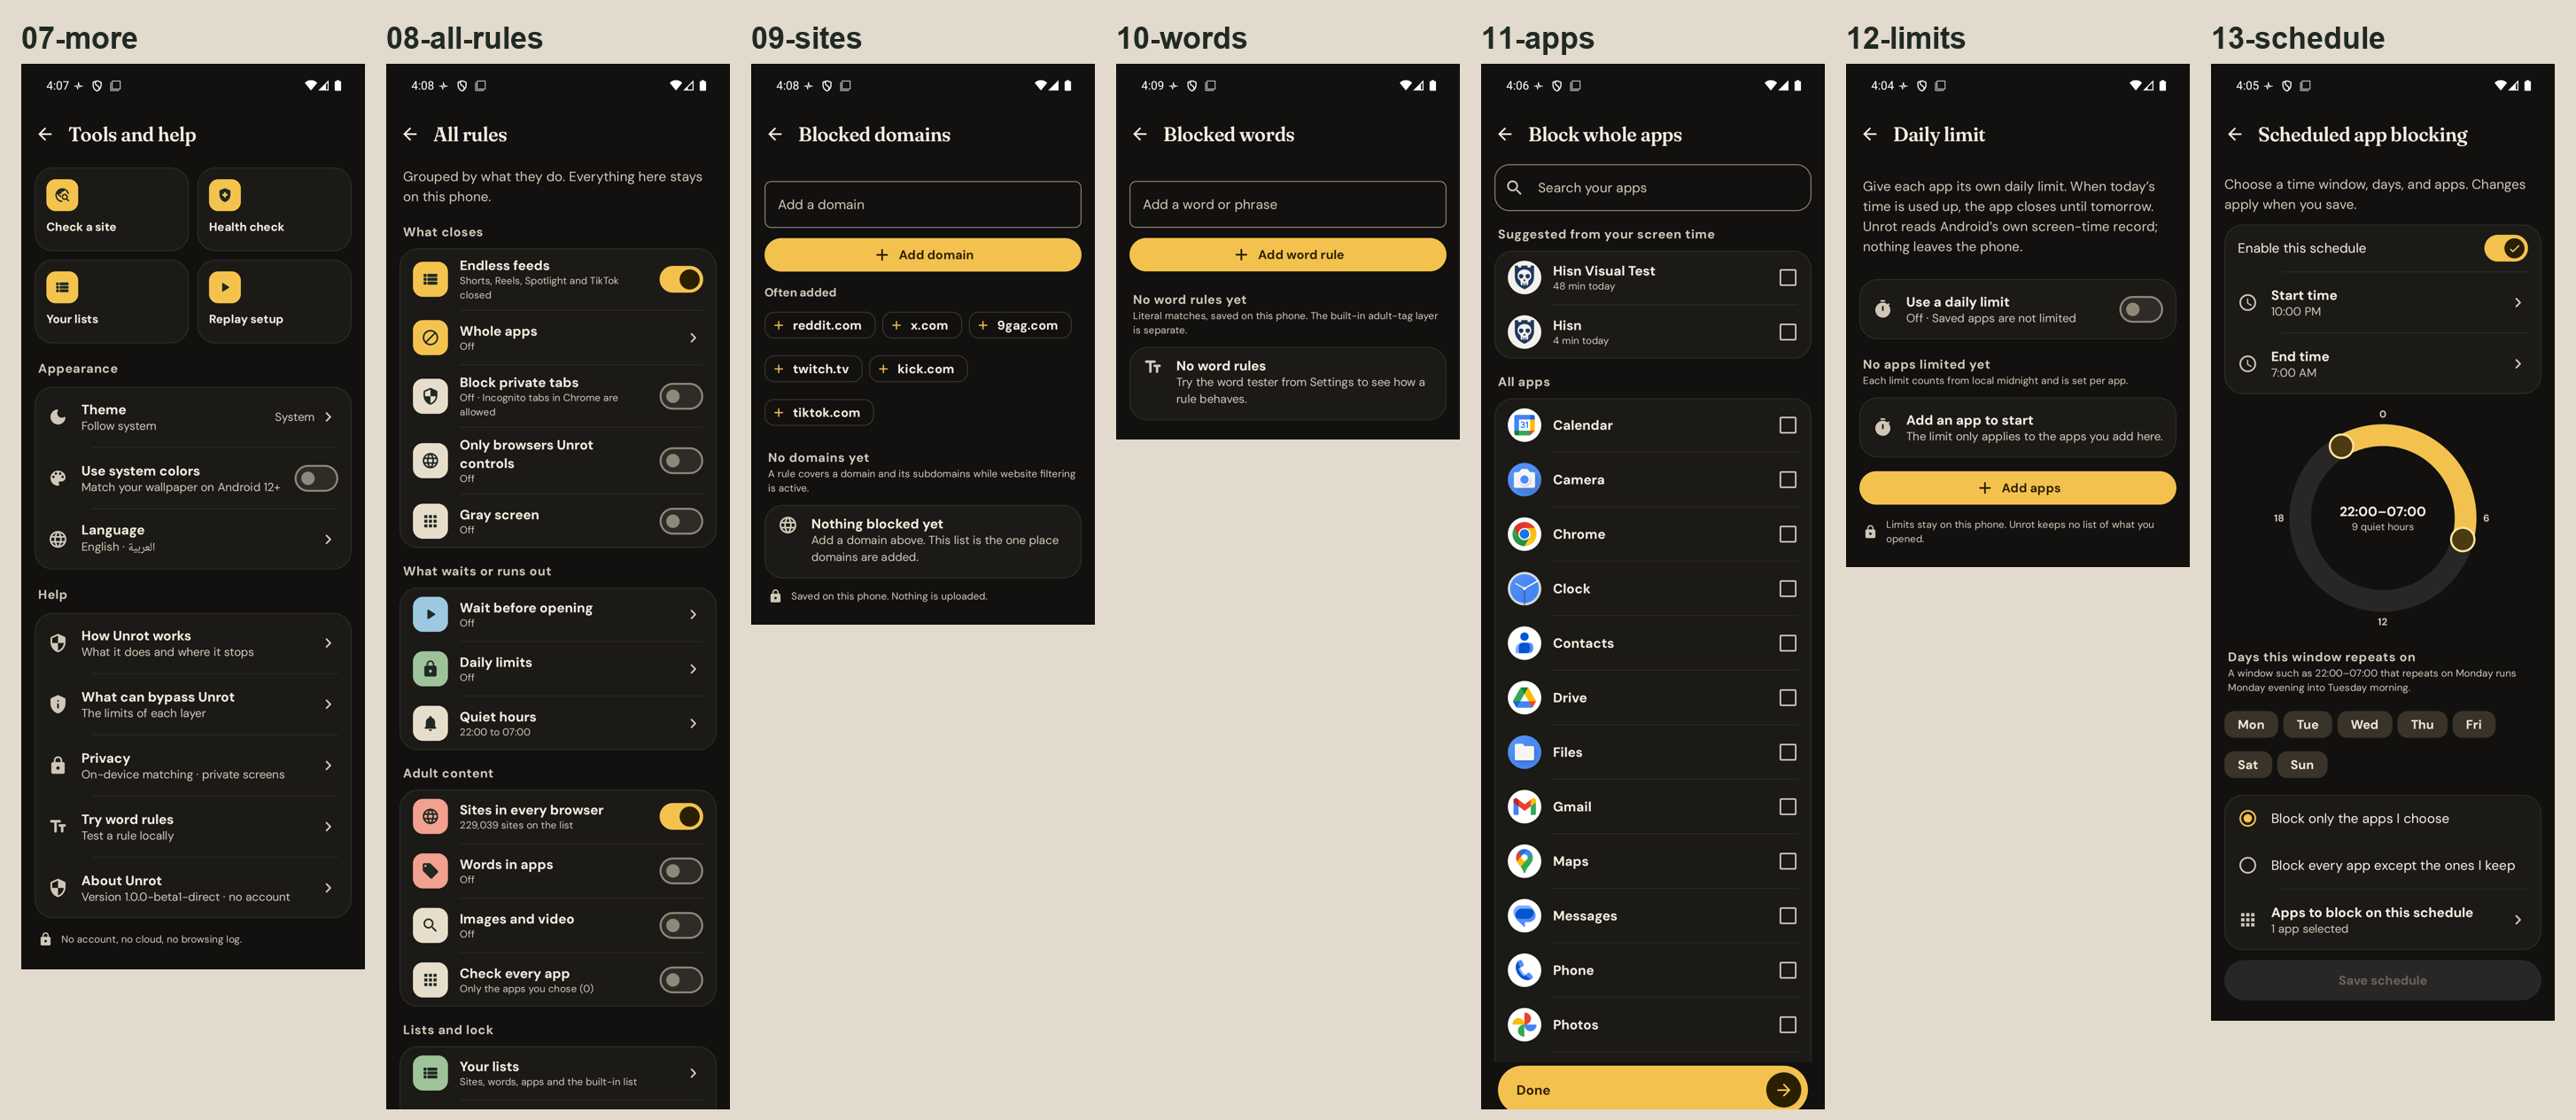 07-more
4:07
Tools and help
Check a site
Health check
Your lists
Replay setup
Appearance
Theme
Follow system
System
Use system colors
Match your wallpaper on Android 12+
Language
English · العربية
Help
How Unrot works
What it does and where it stops
What can bypass Unrot
The limits of each layer
Privacy
On-device matching · private screens
Try word rules
Test a rule locally
About Unrot
Version 1.0.0-beta1-direct · no account
No account, no cloud, no browsing log.
08-all-rules
4:08
All rules
Grouped by what they do. Everything here stays
on this phone.
What closes
Endless feeds
Shorts, Reels, Spotlight and TikTok
closed
Whole apps
Off
Block private tabs
Off · Incognito tabs in Chrome are
allowed
Only browsers Unrot
controls
Off
Gray screen
Off
What waits or runs out
Wait before opening
Off
Daily limits
Off
Quiet hours
22:00 to 07:00
Adult content
Sites in every browser
229,039 sites on the list
Words in apps
Off
Images and video
Off
Check every app
Only the apps you chose (0)
Lists and lock
Your lists
Sites, words, apps and the built-in list
09-sites
4:08
Blocked domains
Add a domain
Add domain
Often added
reddit.com
x.com
9gag.com
twitch.tv
kick.com
tiktok.com
No domains yet
A rule covers a domain and its subdomains while website filtering
is active.
Nothing blocked yet
Add a domain above. This list is the one place
domains are added.
Saved on this phone. Nothing is uploaded.
10-words
4:09
Blocked words
Add a word or phrase
Add word rule
No word rules yet
Literal matches, saved on this phone. The built-in adult-tag layer
is separate.
No word rules
Try the word tester from Settings to see how a
rule behaves.
11-apps
4:06
Block whole apps
Search your apps
Suggested from your screen time
Hisn Visual Test
48 min today
Hisn
4 min today
All apps
31
Calendar
Camera
Chrome
Clock
Contacts
Drive
Files
Gmail
Maps
Messages
Phone
Photos
Done
12-limits
4:04
Daily limit
Give each app its own daily limit. When today's
time is used up, the app closes until tomorrow.
Unrot reads Android's own screen-time record;
nothing leaves the phone.
Use a daily limit
Off · Saved apps are not limited
No apps limited yet
Each limit counts from local midnight and is set per app.
Add an app to start
The limit only applies to the apps you add here.
Add apps
Limits stay on this phone. Unrot keeps no list of what you
opened.
13-schedule
4:05
Scheduled app blocking
Choose a time window, days, and apps. Changes
apply when you save.
Enable this schedule
Start time
10:00 PM
End time
7:00 AM
0
18
22:00–07:00
9 quiet hours
6
12
Days this window repeats on
A window such as 22:00–07:00 that repeats on Monday runs
Monday evening into Tuesday morning.
Mon
Tue
Wed
Thu
Fri
Sat
Sun
Block only the apps I choose
Block every app except the ones I keep
Apps to block on this schedule
1 app selected
Save schedule